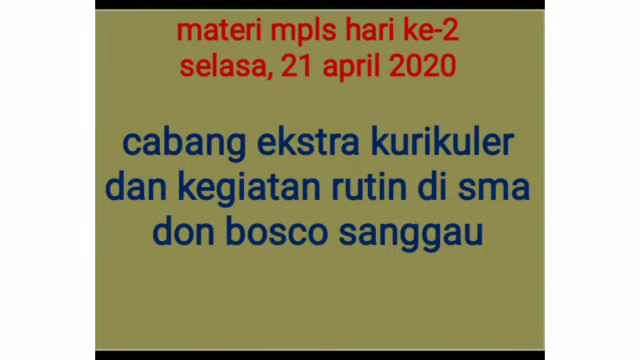 materi mpls hari ke-2
selasa, 21 april 2020
cabang ekstra kurikuler
dan kegiatan rutin di sma
don bosco sanggau